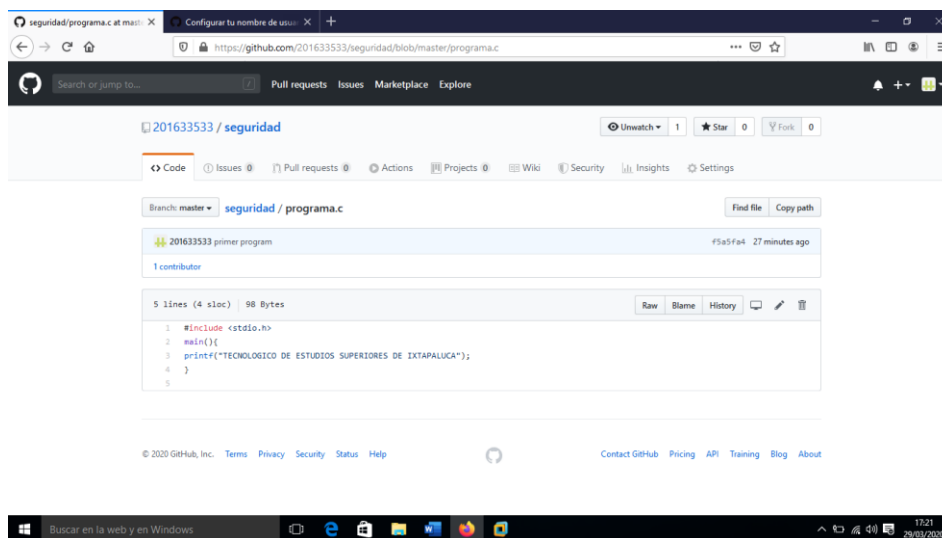 seguridad/programa.c at mast
Configurar tu nombre de usua
https://github.com/201633533/seguridad/blob/master/programa.c
Search or jump to...
/
Pull requests Issues Marketplace Explore
201633533 / seguridad
Unwatch 1 Star 0 Fork 0
Code Issues 0 Pull requests 0 Actions Projects 0 Wiki Security Insights Settings
Branch: master seguridad / programa.c Find file Copy path
201633533 primer program f5a5fa4 27 minutes ago
1 contributor
5 lines (4 sloc) 98 Bytes Raw Blame History
1 #include <stdio.h>
2 main(){
3 printf("TECNOLOGICO DE ESTUDIOS SUPERIORES DE IXTAPALUCA");
4 }
5
© 2020 GitHub, Inc. Terms Privacy Security Status Help Contact GitHub Pricing API Training Blog About
Buscar en la web y en Windows
17:21
29/03/2020